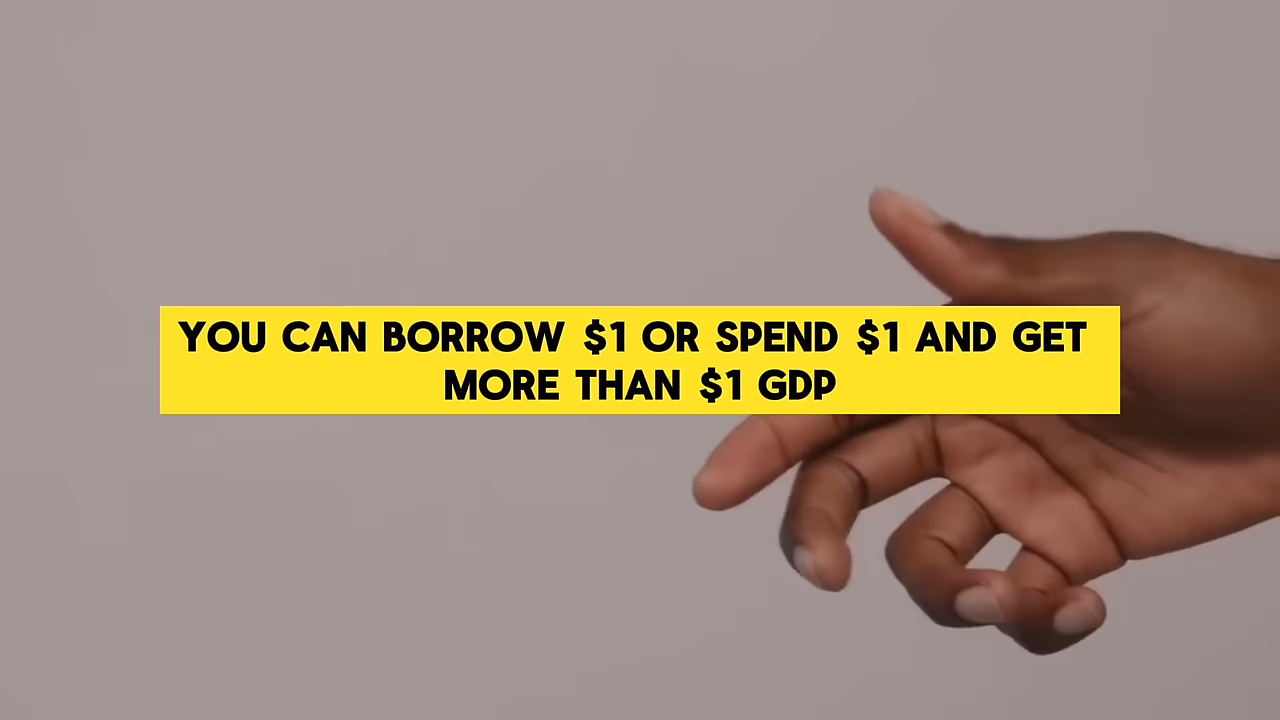 YOU CAN BORROW $1 OR SPEND $1 AND GET
MORE THAN $1 GDP